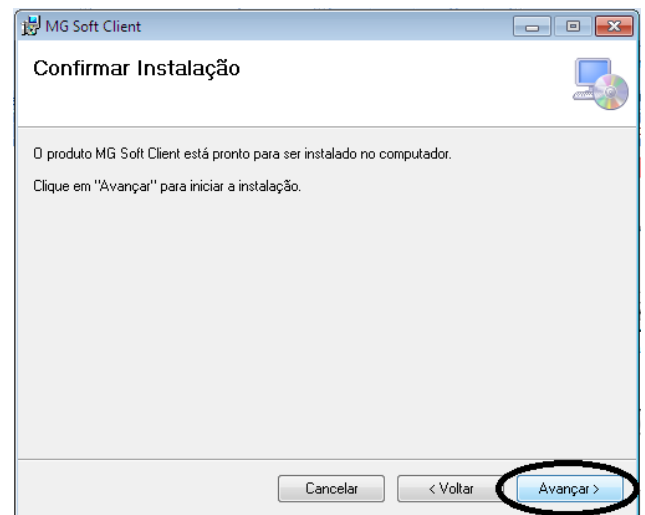 MG Soft Client
Confirmar Instalação
O produto MG Soft Client está pronto para ser instalado no computador.
Clique em "Avançar" para iniciar a instalação.
Cancelar
< Voltar
Avançar >